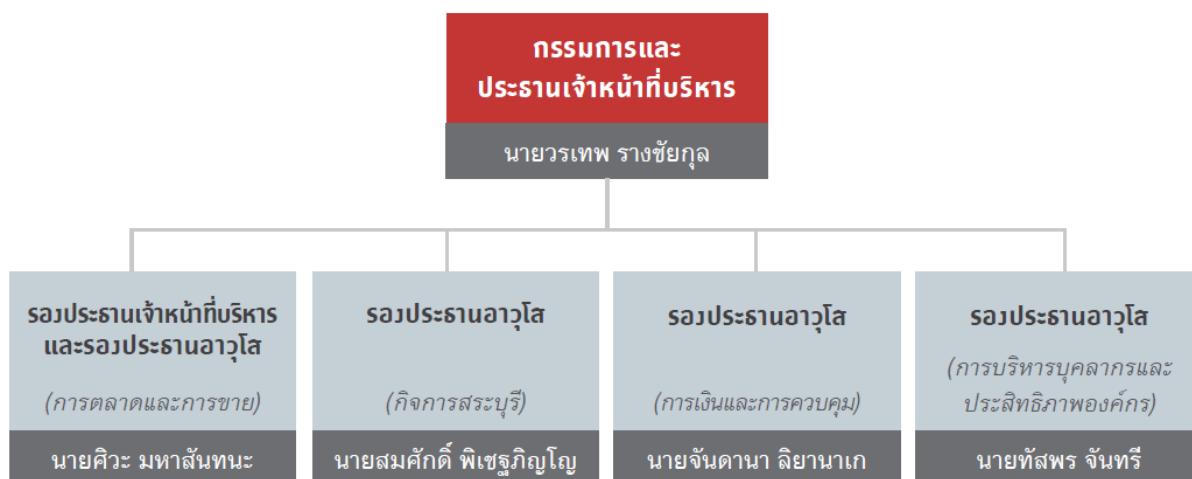 กรรมการและ
ประธานเจ้าหน้าที่บริหาร
นายวรเทพ รางชัยกุล
รองประธานเจ้าหน้าที่บริหาร
และรองประธานอาวุโส
(การตลาดและการขาย)
นายศิวะ มหาสันทนะ
รองประธานอาวุโส
(กิจการสระบุรี)
นายสมศักดิ์ พิเชฐภิญโญ
รองประธานอาวุโส
(การเงินและการควบคุม)
นายจันดานา ลิยานาเก
รองประธานอาวุโส
(การบริหารบุคลากรและ
ประสิทธิภาพองค์กร)
นายทัสพร จันทรี